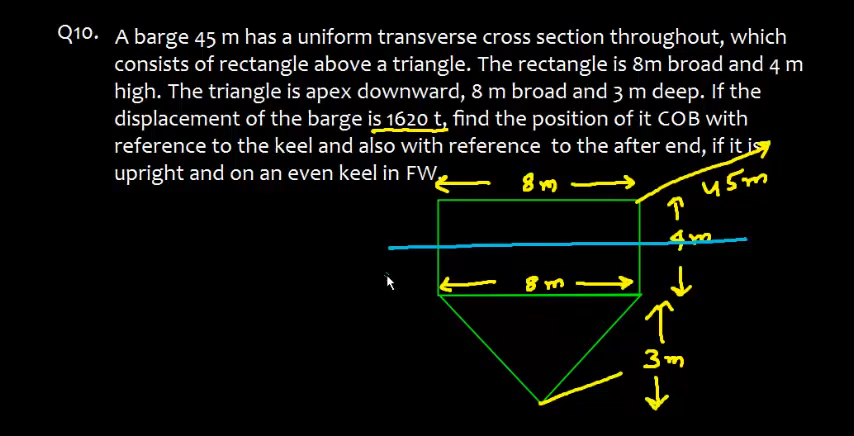 Q10. A barge 45 m has a uniform transverse cross section throughout, which
consists of rectangle above a triangle. The rectangle is 8m broad and 4 m
high. The triangle is apex downward, 8 m broad and 3 m deep. If the
displacement of the barge is 1620 t, find the position of it COB with
reference to the keel and also with reference to the after end, if it is
upright and on an even keel in FW.
8m
45m
4m
8m
3m